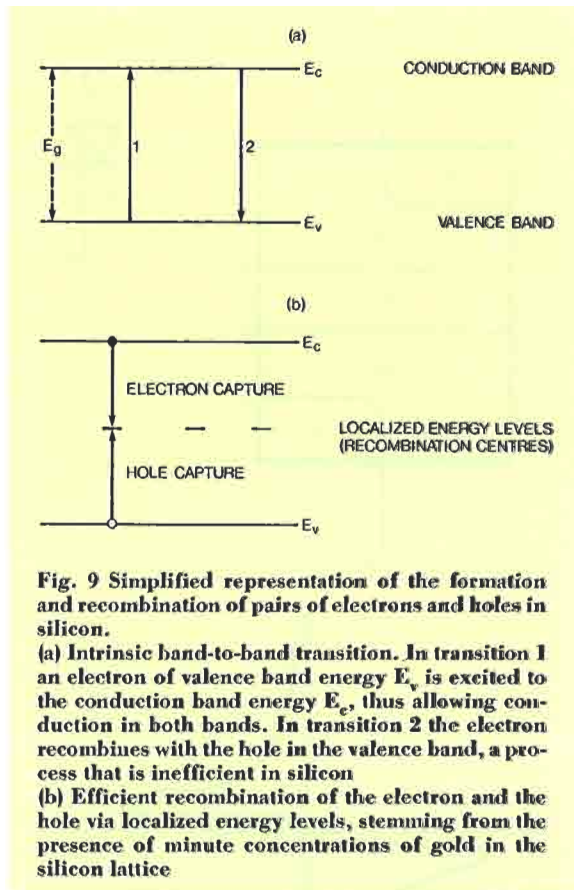 (a)
Ec CONDUCTION BAND
Eg 1 2
Ev VALENCE BAND
(b)
Ec
ELECTRON CAPTURE
LOCALIZED ENERGY LEVELS
(RECOMBINATION CENTRES)
HOLE CAPTURE
Ev
Fig. 9 Simplified representation of the formation
and recombination of pairs of electrons and holes in
silicon.
(a) Intrinsic band-to-band transition. In transition 1
an electron of valence band energy Ev is excited to
the conduction band energy Ec, thus allowing con-
duction in both bands. In transition 2 the electron
recombines with the hole in the valence band, a pro-
cess that is inefficient in silicon
(b) Efficient recombination of the electron and the
hole via localized energy levels, stemming from the
presence of minute concentrations of gold in the
silicon lattice